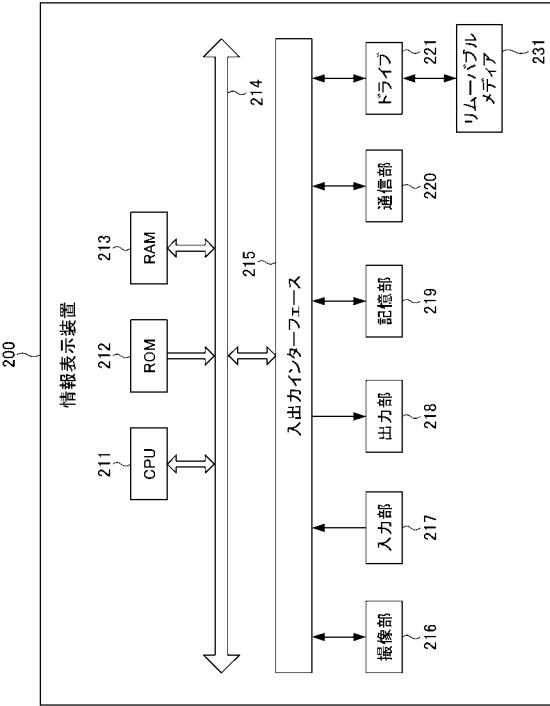 200
情報表示装置
211
212
213
CPU
ROM
RAM
214
215
入出力インターフェース
撮像部
入力部
出力部
記憶部
通信部
ドライブ
216
217
218
219
220
221
リムーバブル
メディア
231